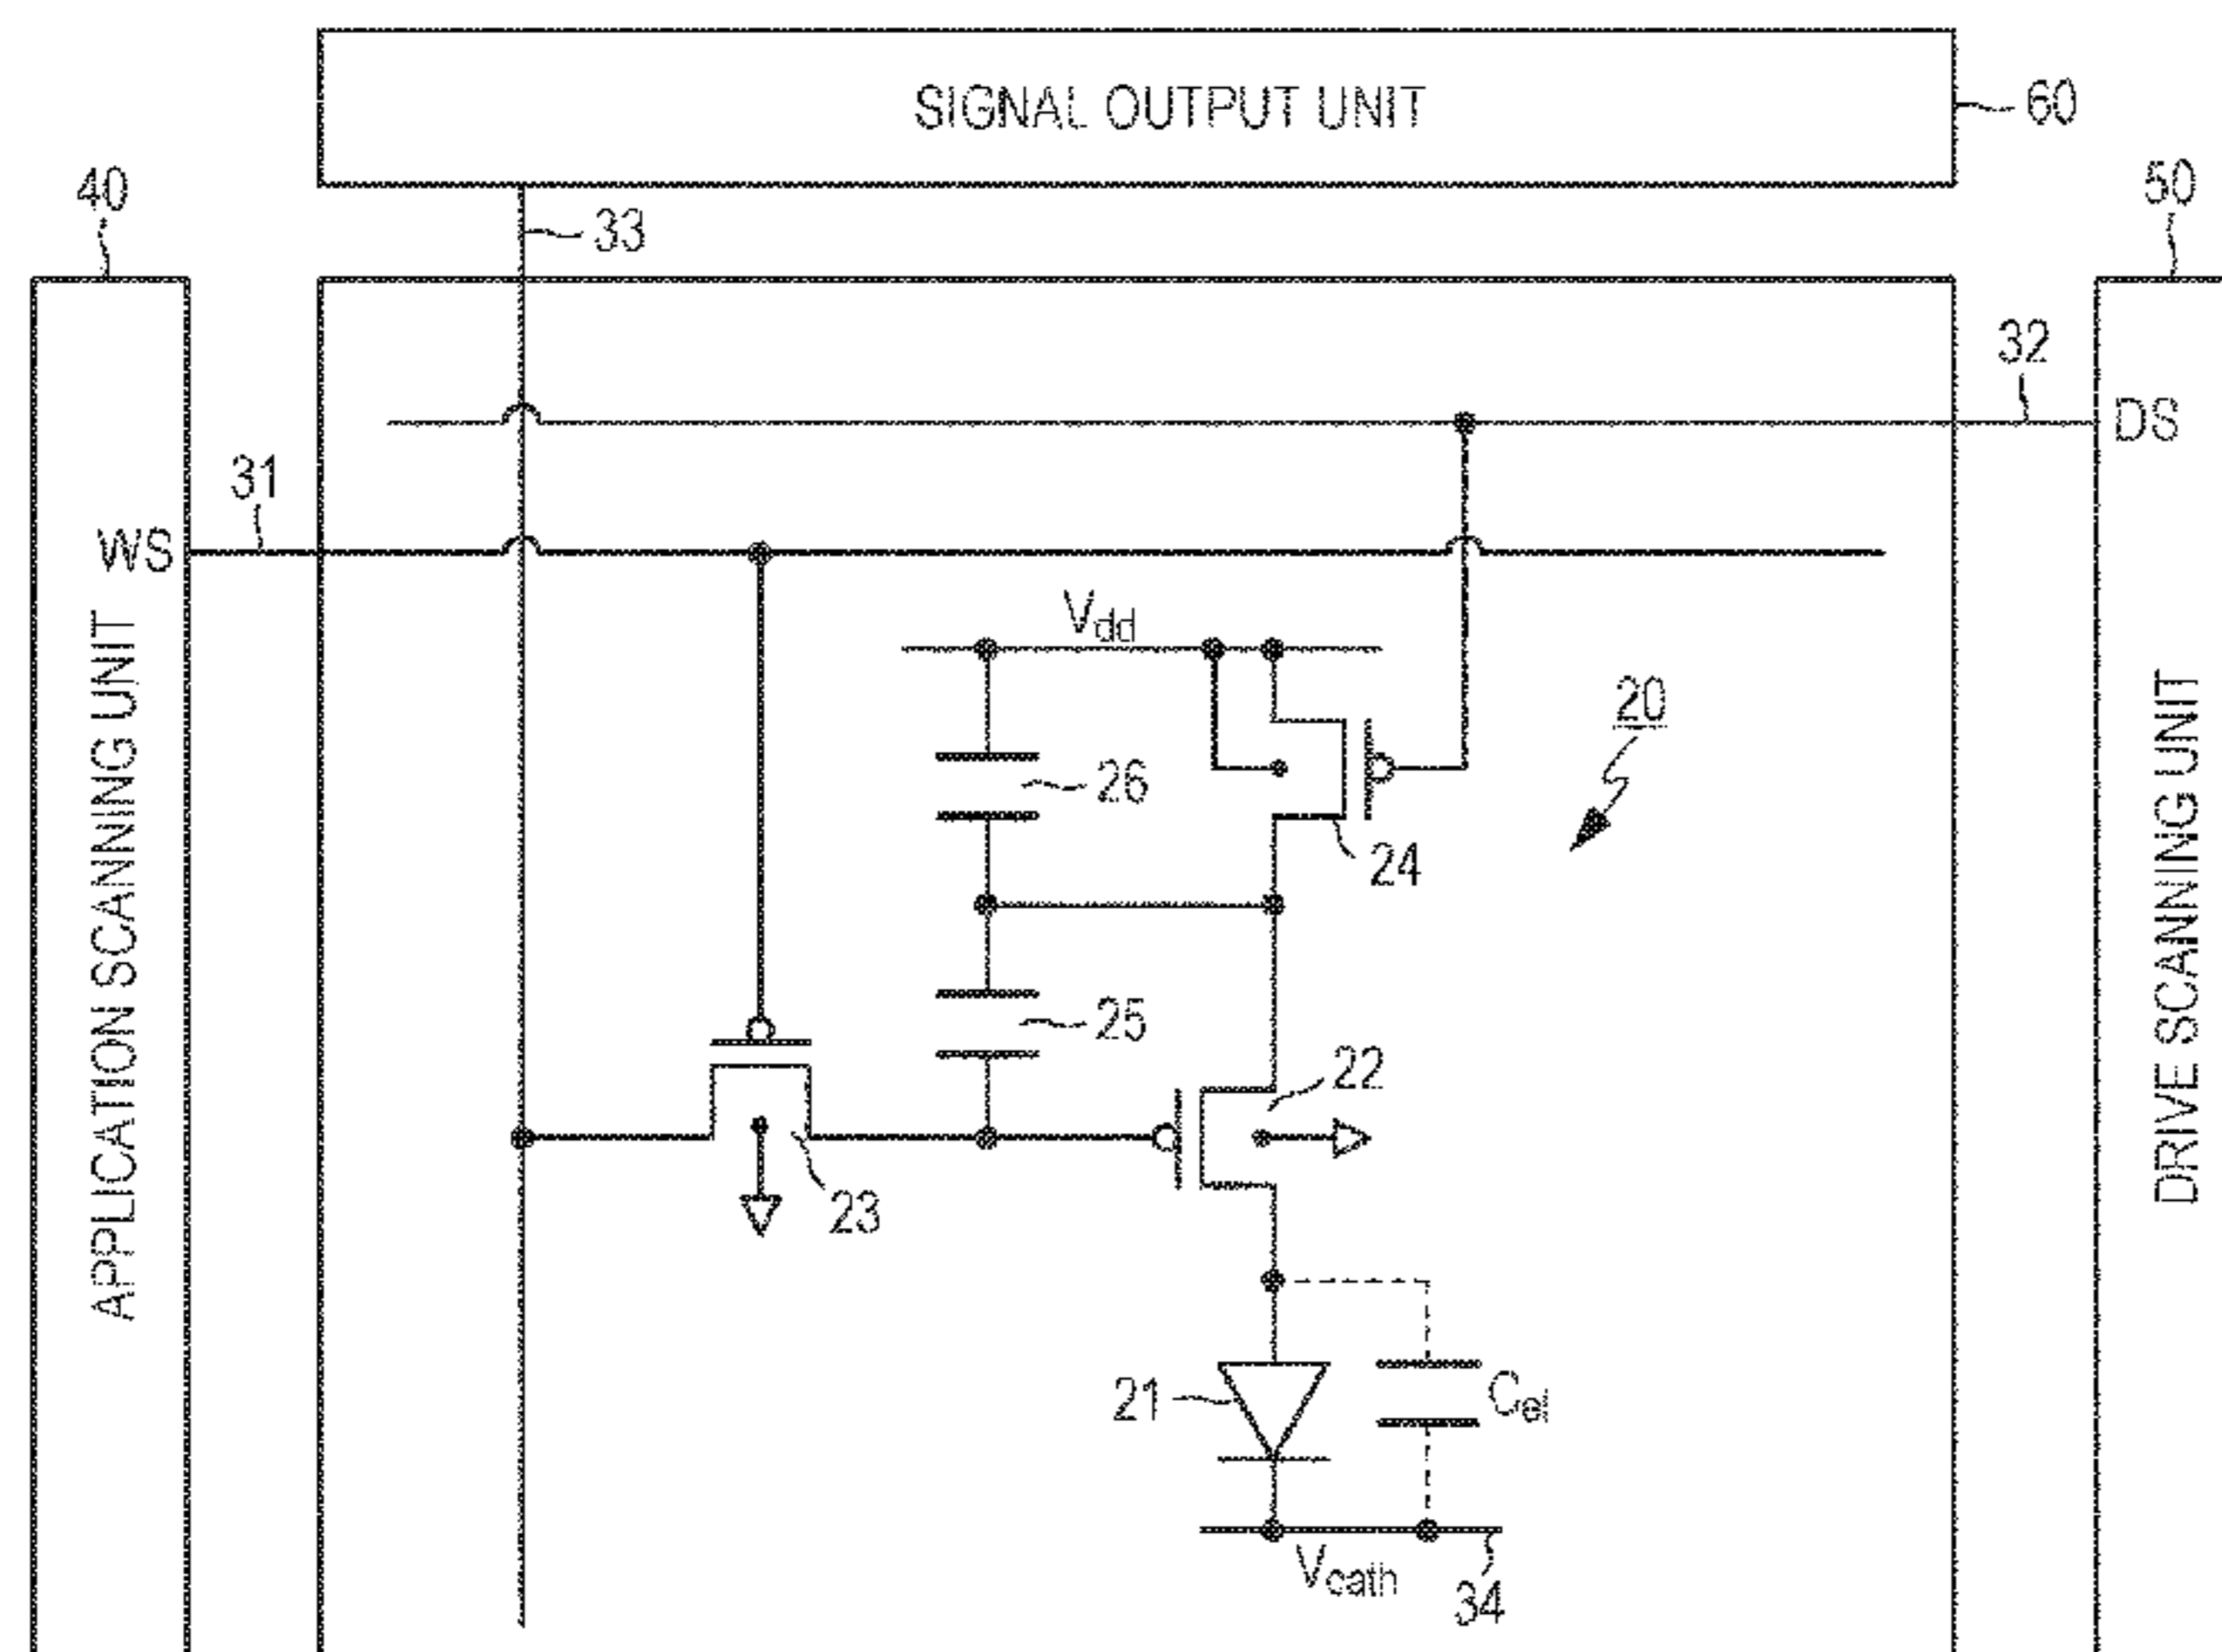 SIGNAL OUTPUT UNIT
60
40
50
33
32
DS
31
WS
Vdd
20
26
24
25
22
23
21
Cel
Vcath
34
APPLICATION SCANNING UNIT
DRIVE SCANNING UNIT